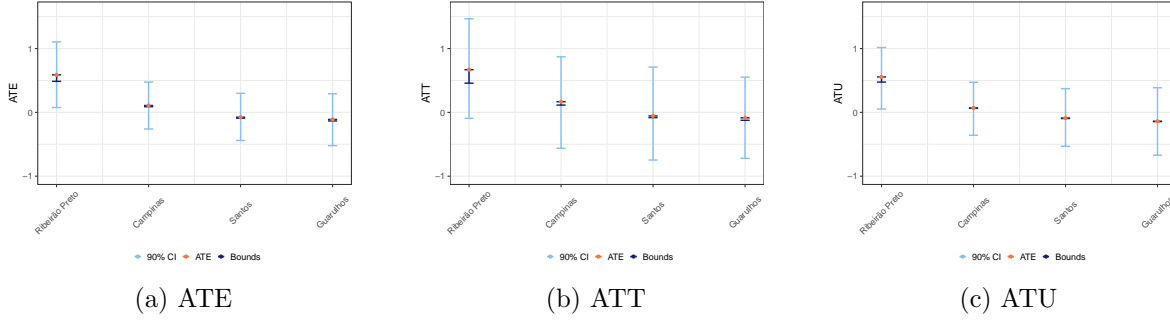 ATE
1
0
−1
Ribeirão Preto
Campinas
Santos
Guarulhos
90% CI ATE Bounds
(a) ATE
ATT
1
0
−1
Ribeirão Preto
Campinas
Santos
Guarulhos
90% CI ATE Bounds
(b) ATT
ATU
1
0
−1
Ribeirão Preto
Campinas
Santos
Guarulhos
90% CI ATE Bounds
(c) ATU